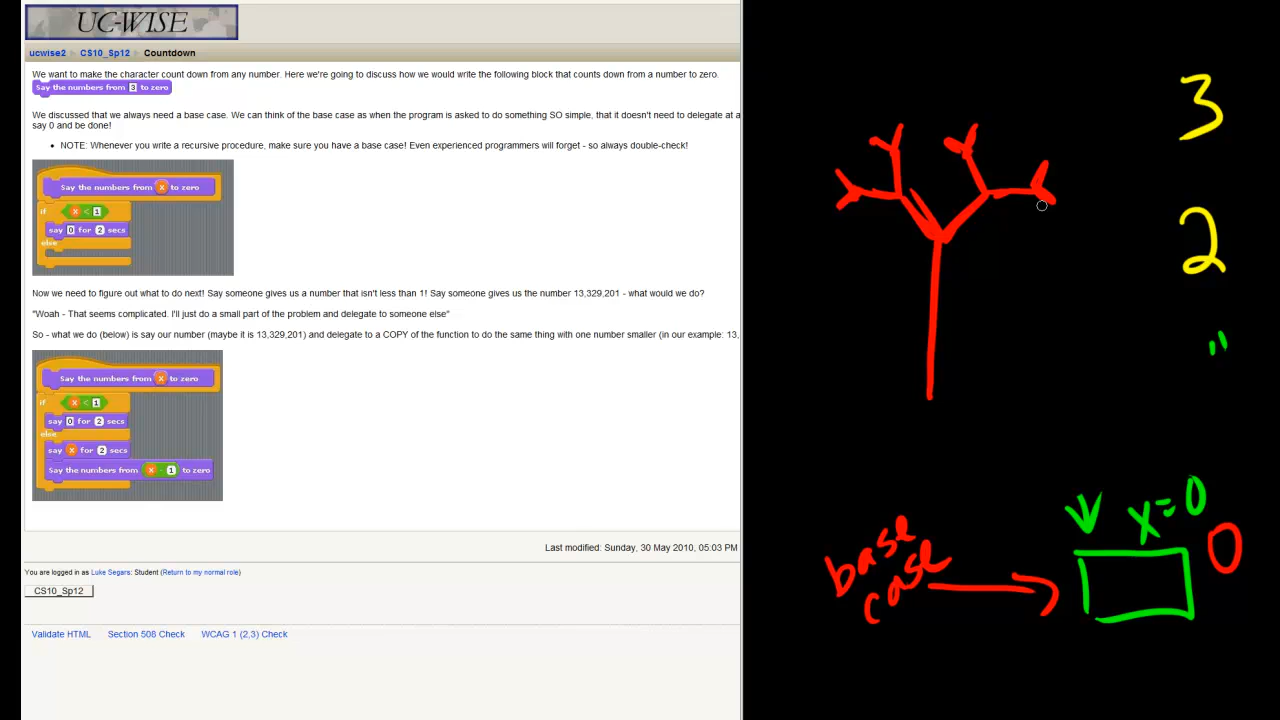 UC-WISE
ucwise2 ▸ CS10_Sp12 ▸ Countdown
We want to make the character count down from any number. Here we're going to discuss how we would write the following block that counts down from a number to zero.
Say the numbers from 3 to zero
We discussed that we always need a base case. We can think of the base case as when the program is asked to do something SO simple, that it doesn't need to delegate at a
say 0 and be done!
• NOTE: Whenever you write a recursive procedure, make sure you have a base case! Even experienced programmers will forget - so always double-check!
Say the numbers from x to zero
if x < 1
say 0 for 2 secs
else
Now we need to figure out what to do next! Say someone gives us a number that isn't less than 1! Say someone gives us the number 13,329,201 - what would we do?
"Woah - That seems complicated. I'll just do a small part of the problem and delegate to someone else"
So - what we do (below) is say our number (maybe it is 13,329,201) and delegate to a COPY of the function to do the same thing with one number smaller (in our example: 13,
Say the numbers from x to zero
if x < 1
say 0 for 2 secs
else
say x for 2 secs
Say the numbers from x - 1 to zero
Last modified: Sunday, 30 May 2010, 05:03 PM
You are logged in as Luke Segars: Student (Return to my normal role)
CS10_Sp12
Validate HTML Section 508 Check WCAG 1 (2,3) Check
3
2
"
x=0
0
base
case